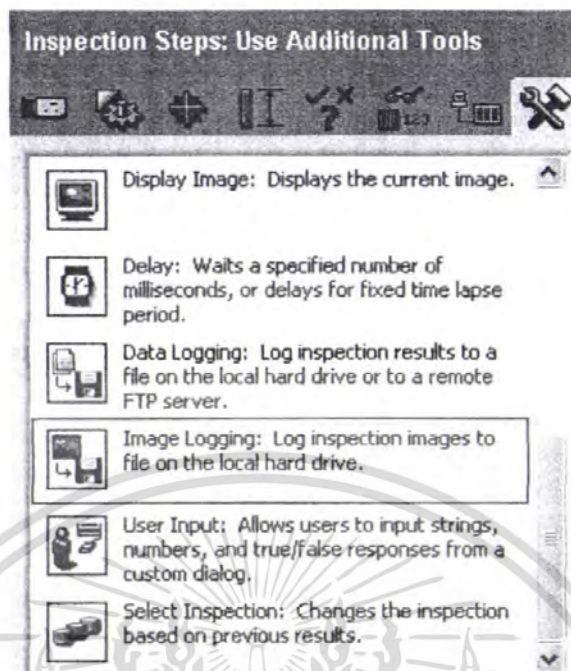 Inspection Steps: Use Additional Tools
123
Display Image: Displays the current image.
Delay: Waits a specified number of
milliseconds, or delays for fixed time lapse
period.
Data Logging: Log inspection results to a
file on the local hard drive or to a remote
FTP server.
Image Logging: Log inspection images to
file on the local hard drive.
User Input: Allows users to input strings,
numbers, and true/false responses from a
custom dialog.
Select Inspection: Changes the inspection
based on previous results.